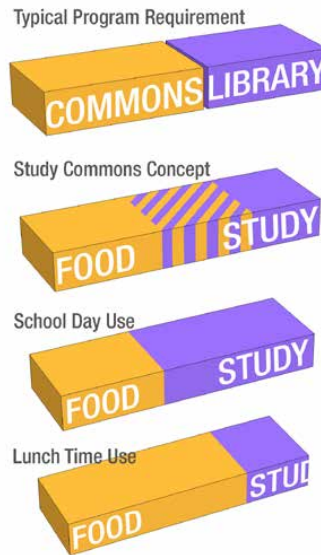 Typical Program Requirement
COMMONS LIBRARY
Study Commons Concept
FOOD STUDY
School Day Use
FOOD STUDY
Lunch Time Use
FOOD STUD